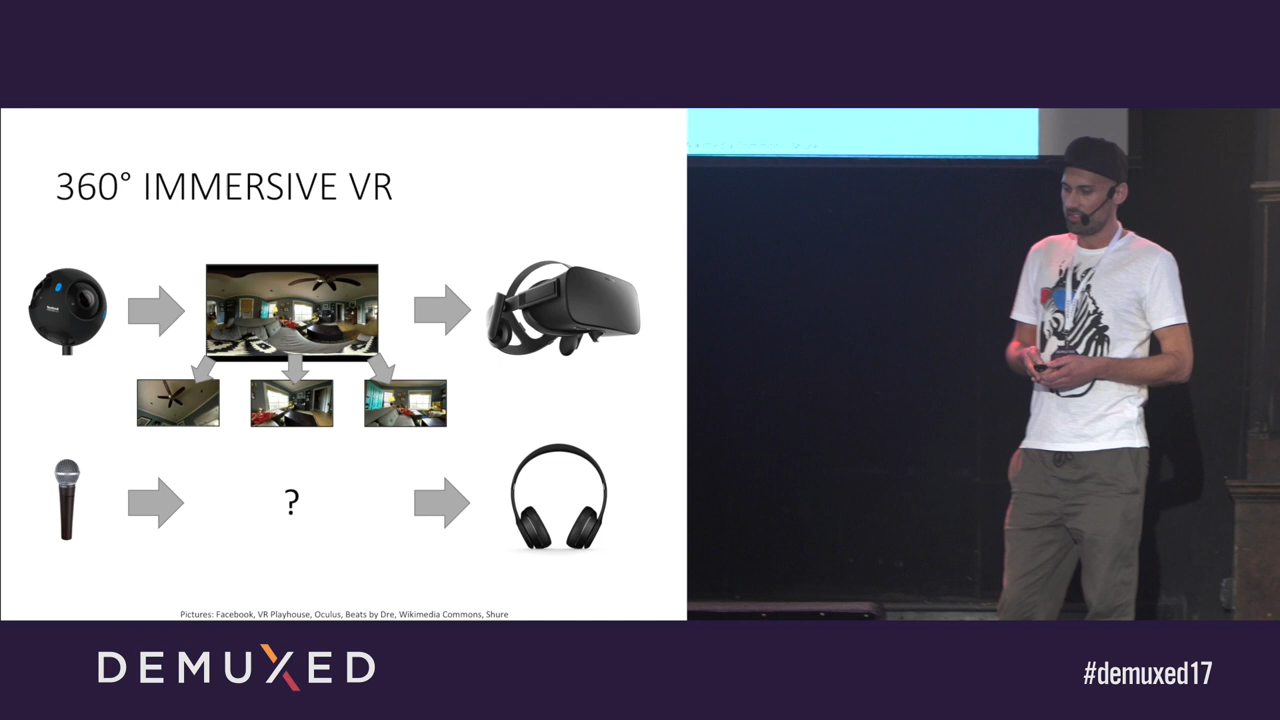 360° IMMERSIVE VR
?
Pictures: Facebook, VR Playhouse, Oculus, Beats by Dre, Wikimedia Commons, Shure
DEMUXED
#demuxed17